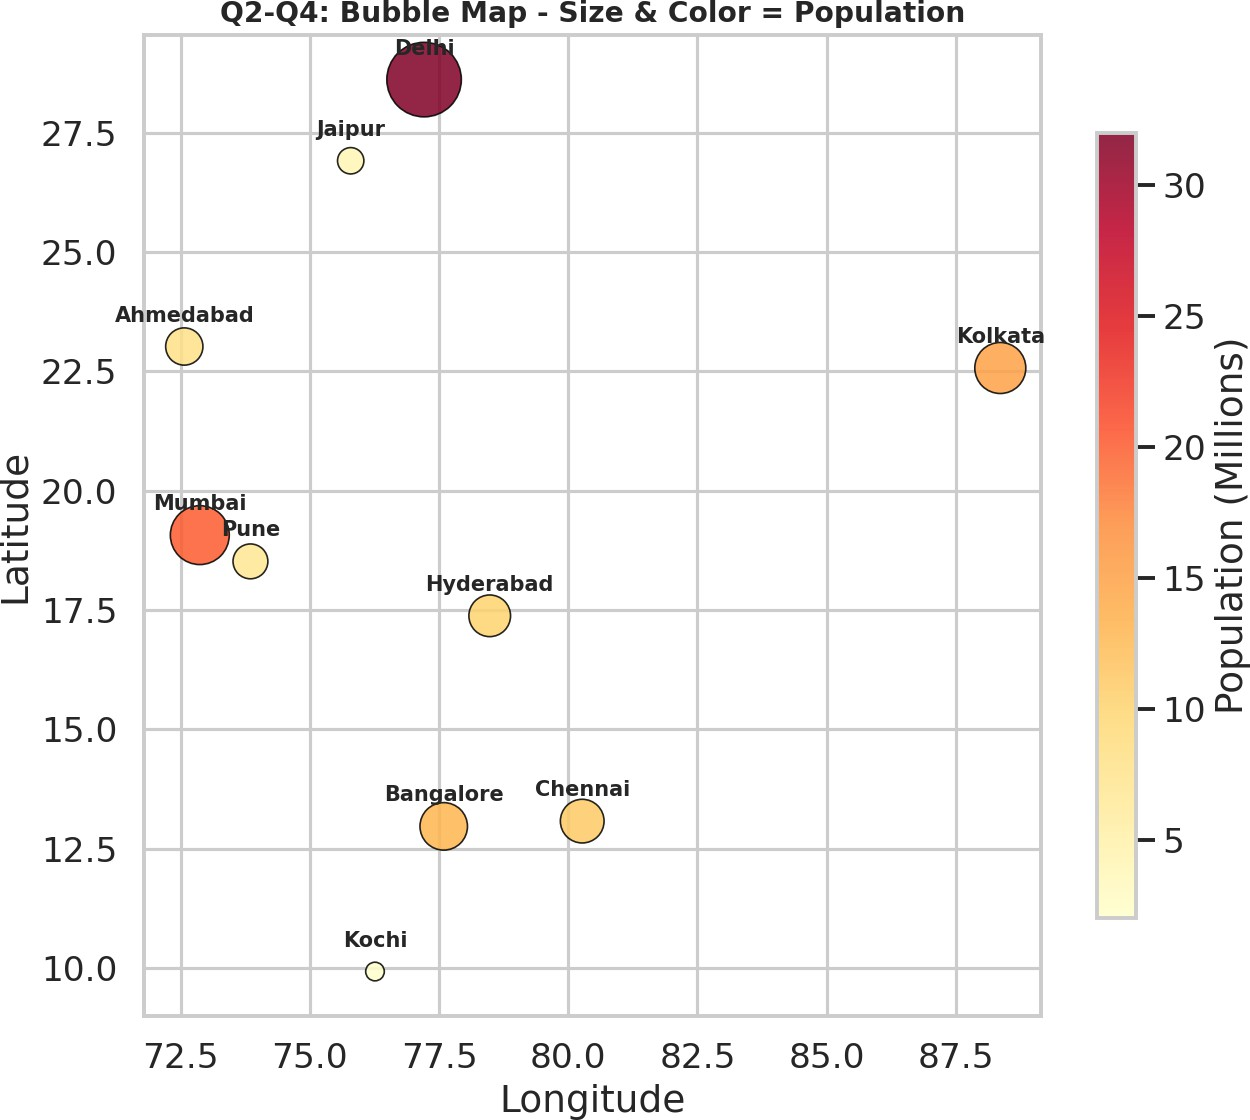 Q2-Q4: Bubble Map - Size & Color = Population
Delhi
Jaipur
Ahmedabad
Kolkata
Mumbai
Pune
Hyderabad
Bangalore
Chennai
Kochi
27.5
25.0
22.5
20.0
17.5
15.0
12.5
10.0
Latitude
72.5 75.0 77.5 80.0 82.5 85.0 87.5
Longitude
30
25
20
15
10
5
Population (Millions)